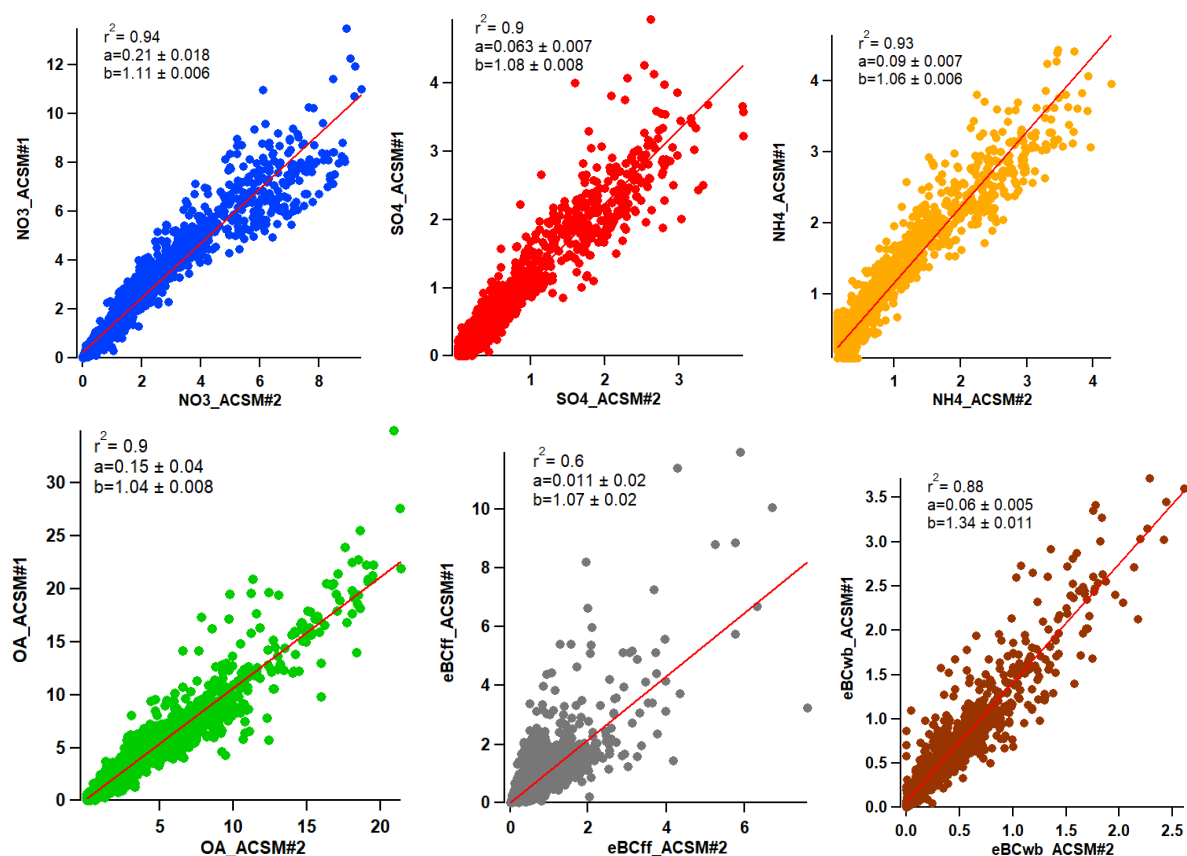 r2 = 0.94
a=0.21 ± 0.018
b=1.11 ± 0.006
12
10
8
6
4
2
0
NO3_ACSM#1
0 2 4 6 8
NO3_ACSM#2
r2 = 0.9
a=0.063 ± 0.007
b=1.08 ± 0.008
4
3
2
1
0
SO4_ACSM#1
1 2 3
SO4_ACSM#2
r2 = 0.93
a=0.09 ± 0.007
b=1.06 ± 0.006
4
3
2
1
NH4_ACSM#1
1 2 3 4
NH4_ACSM#2
r2= 0.9
a=0.15 ± 0.04
b=1.04 ± 0.008
30
25
20
15
10
5
0
OA_ACSM#1
5 10 15 20
OA_ACSM#2
r2= 0.6
a=0.011 ± 0.02
b=1.07 ± 0.02
10
8
6
4
2
0
eBCff_ACSM#1
0 2 4 6
eBCff_ACSM#2
r2 = 0.88
a=0.06 ± 0.005
b=1.34 ± 0.011
3.5
3.0
2.5
2.0
1.5
1.0
0.5
0.0
eBCwb_ACSM#1
0.0 0.5 1.0 1.5 2.0 2.5
eBCwb_ACSM#2